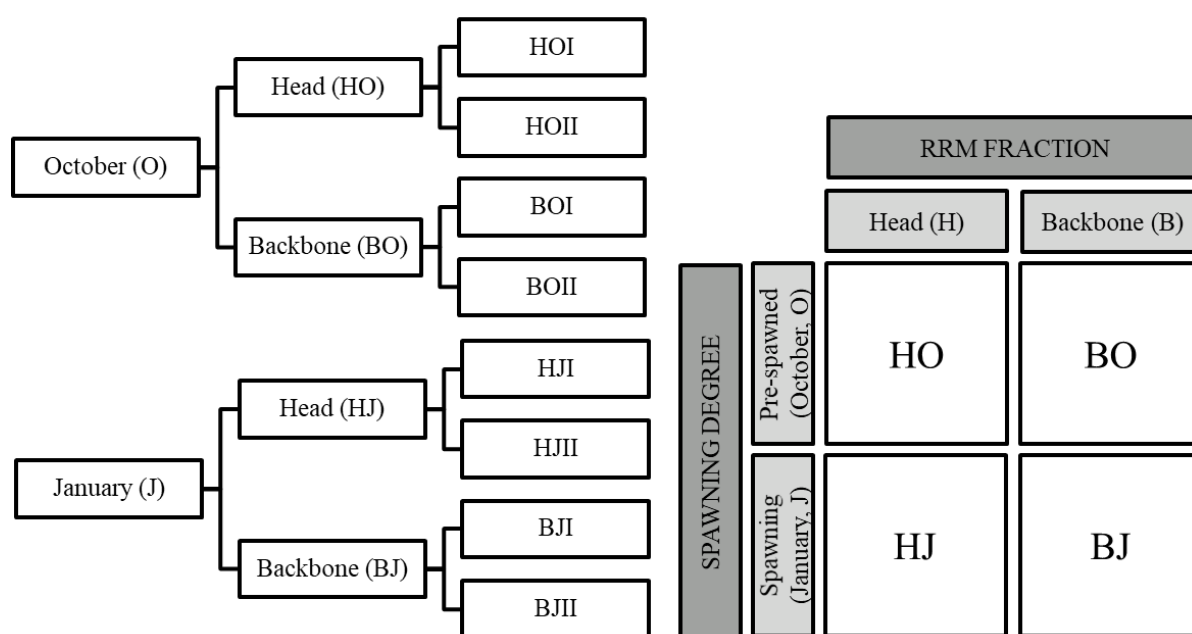 October (O)
Head (HO)
HOI
HOII
Backbone (BO)
BOI
BOII
January (J)
Head (HJ)
HJI
HJII
Backbone (BJ)
BJI
BJII
RRM FRACTION
Head (H)
Backbone (B)
SPAWNING DEGREE
Pre-spawned
(October, O)
HO
BO
Spawning
(January, J)
HJ
BJ